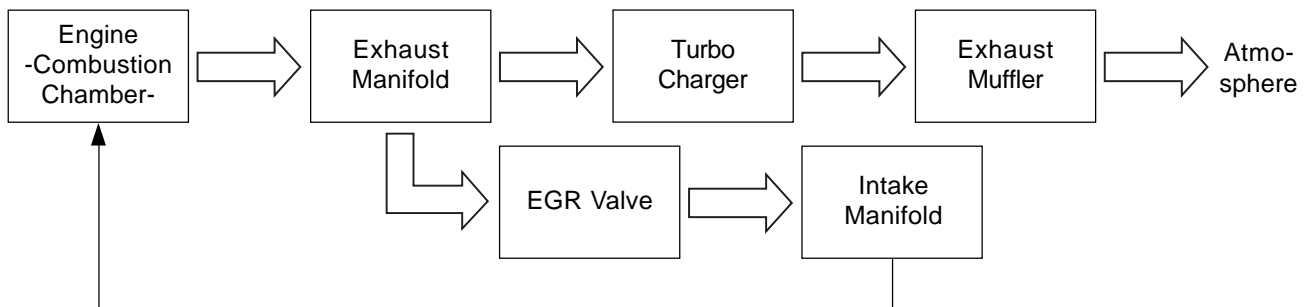 Engine
-Combustion
Chamber-
Exhaust
Manifold
Turbo
Charger
Exhaust
Muffler
Atmo-
sphere
EGR Valve
Intake
Manifold